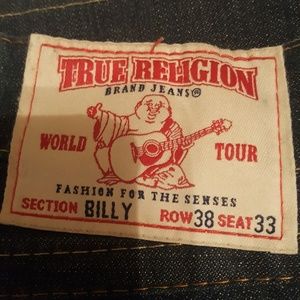 TRUE RELIGION
BRAND JEANS®
WORLD TOUR
FASHION FOR THE SENSES
SECTION BILLY ROW 38 SEAT 33